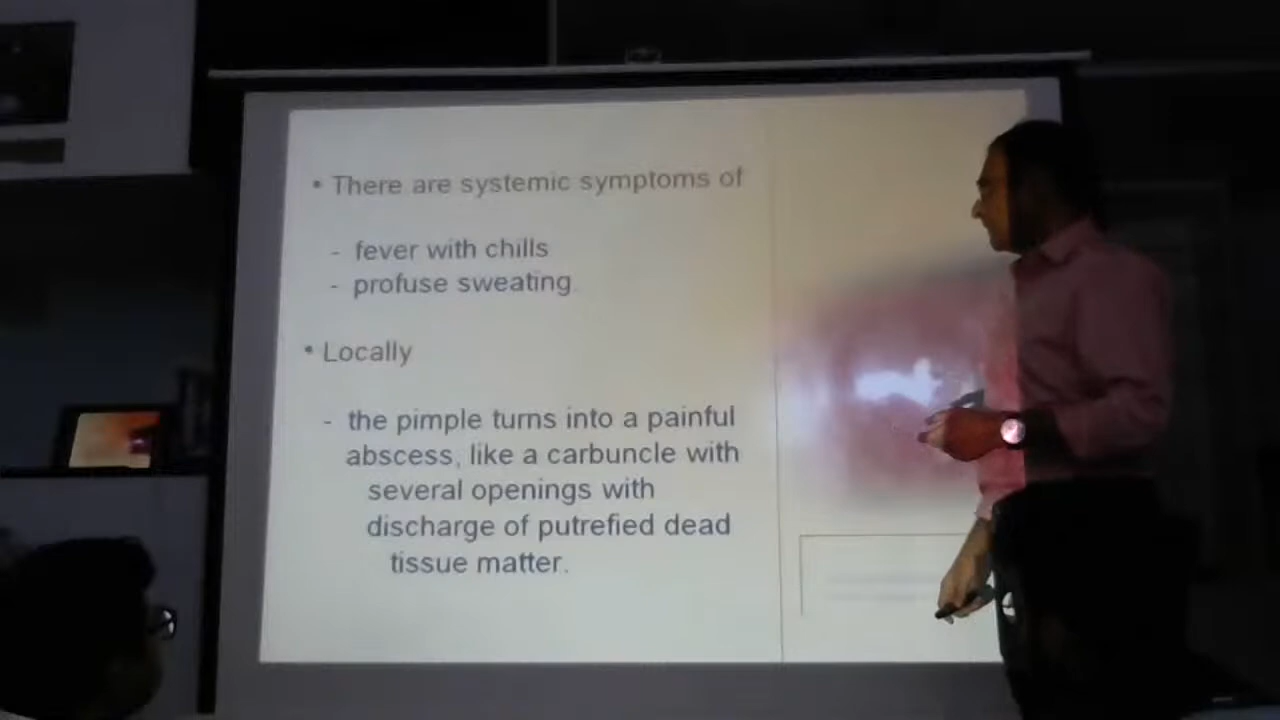 • There are systemic symptoms of
- fever with chills
- profuse sweating.
• Locally
- the pimple turns into a painful
abscess, like a carbuncle with
several openings with
discharge of putrefied dead
tissue matter.